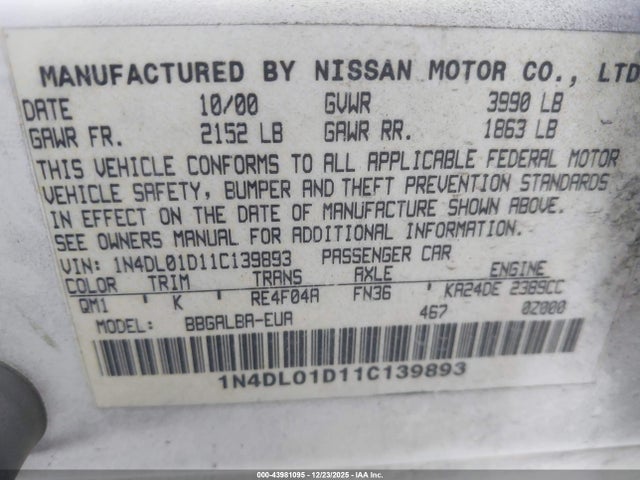 MANUFACTURED BY NISSAN MOTOR CO., LTD
DATE 10/00 GVWR 3990 LB
GAWR FR. 2152 LB GAWR RR. 1863 LB
THIS VEHICLE CONFORMS TO ALL APPLICABLE FEDERAL MOTOR
VEHICLE SAFETY, BUMPER AND THEFT PREVENTION STANDARDS
IN EFFECT ON THE DATE OF MANUFACTURE SHOWN ABOVE.
SEE OWNERS MANUAL FOR ADDITIONAL INFORMATION.
VIN: 1N4DL01D11C139893 PASSENGER CAR
COLOR TRIM TRANS AXLE ENGINE
QM1 K RE4F04A FN36 KA24DE 2389CC
MODEL: BBGALBA-EUA 467 0Z000
1N4DL01D11C139893
000-43981095 - 12/23/2025 - IAA Inc.